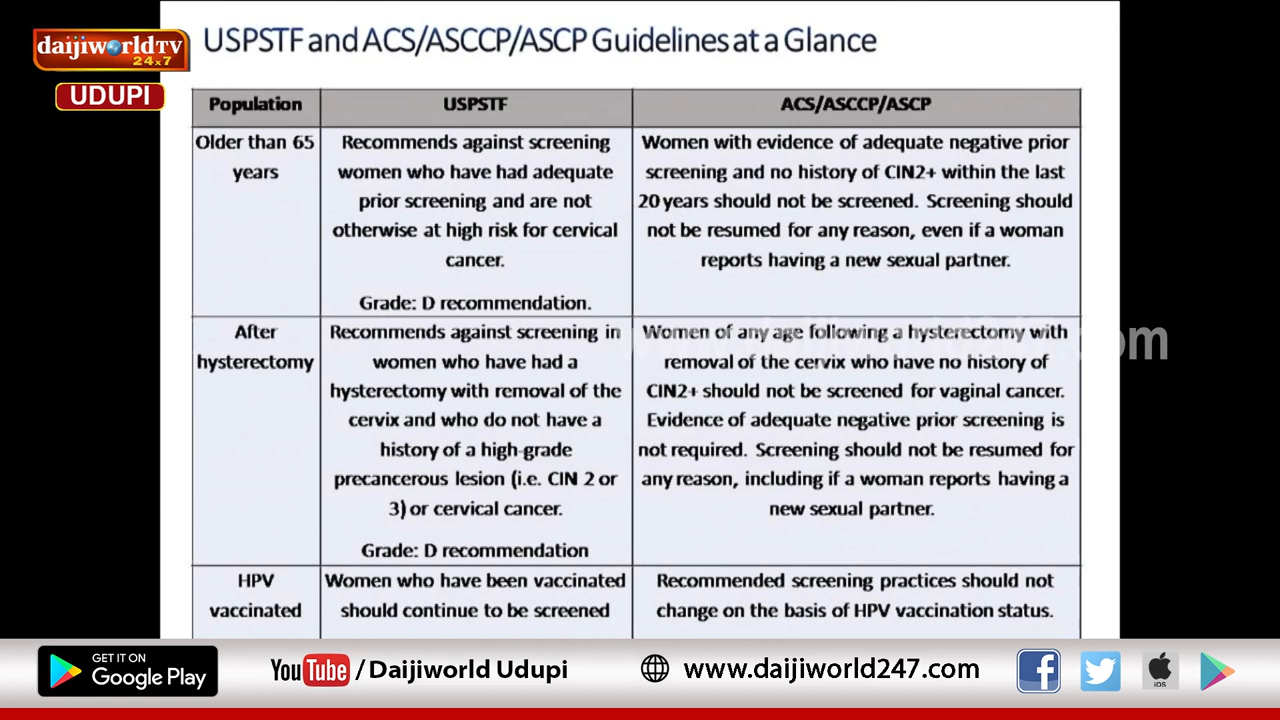 USPSTF and ACS/ASCCP/ASCP Guidelines at a Glance
daijiworldTV
24x7
UDUPI
Population
USPSTF
ACS/ASCCP/ASCP
Older than 65
years
Recommends against screening
women who have had adequate
prior screening and are not
otherwise at high risk for cervical
cancer.
Grade: D recommendation.
Women with evidence of adequate negative prior
screening and no history of CIN2+ within the last
20 years should not be screened. Screening should
not be resumed for any reason, even if a woman
reports having a new sexual partner.
After
hysterectomy
Recommends against screening in
women who have had a
hysterectomy with removal of the
cervix and who do not have a
history of a high-grade
precancerous lesion (i.e. CIN 2 or
3) or cervical cancer.
Grade: D recommendation
Women of any age following a hysterectomy with
removal of the cervix who have no history of
CIN2+ should not be screened for vaginal cancer.
Evidence of adequate negative prior screening is
not required. Screening should not be resumed for
any reason, including if a woman reports having a
new sexual partner.
HPV
vaccinated
Women who have been vaccinated
should continue to be screened
Recommended screening practices should not
change on the basis of HPV vaccination status.
GET IT ON
Google Play
YouTube / Daijiworld Udupi
www.daijiworld247.com
iOS